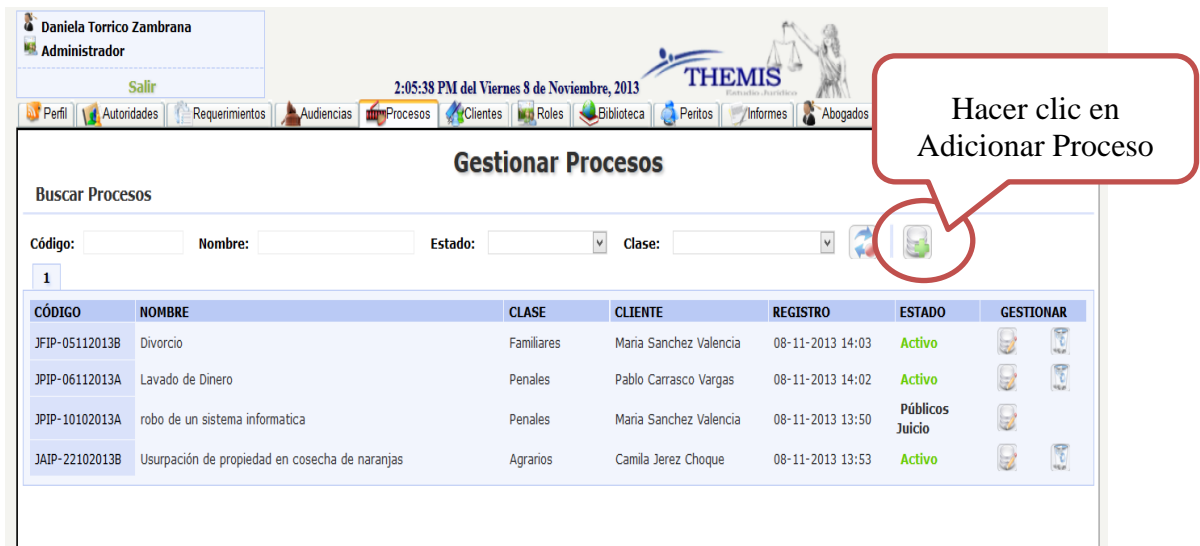 Daniela Torrico Zambrana
Administrador
Salir
2:05:38 PM del Viernes 8 de Noviembre, 2013
THEMIS
Estudio Jurídico
Perfil Autoridades Requerimientos Audiencias Procesos Clientes Roles Biblioteca Peritos Informes Abogados
Hacer clic en
Adicionar Proceso
Gestionar Procesos
Buscar Procesos
Código: Nombre: Estado: Clase:
1
CÓDIGO NOMBRE CLASE CLIENTE REGISTRO ESTADO GESTIONAR
JFIP-05112013B Divorcio Familiares Maria Sanchez Valencia 08-11-2013 14:03 Activo
JPIP-06112013A Lavado de Dinero Penales Pablo Carrasco Vargas 08-11-2013 14:02 Activo
JPIP-10102013A robo de un sistema informatica Penales Maria Sanchez Valencia 08-11-2013 13:50 Públicos
Juicio
JAIP-22102013B Usurpación de propiedad en cosecha de naranjas Agrarios Camila Jerez Choque 08-11-2013 13:53 Activo